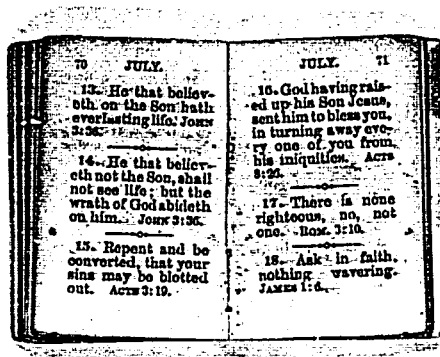 70 JULY.
13. He that believ-
eth on the Son hath
everlasting life. JOHN
3:36.
14. He that believ-
eth not the Son, shall
not see life; but the
wrath of God abideth
on him. JOHN 3:36.
15. Repent and be
converted, that your
sins may be blotted
out. ACTS 3:19.
JULY. 71
16. God having rais-
ed up his Son Jesus,
sent him to bless you,
in turning away eve-
ry one of you from
his iniquities. ACTS
3:26.
17. There is none
righteous, no, not
one. ROM. 3:10.
18. Ask in faith,
nothing wavering.
JAMES 1:6.